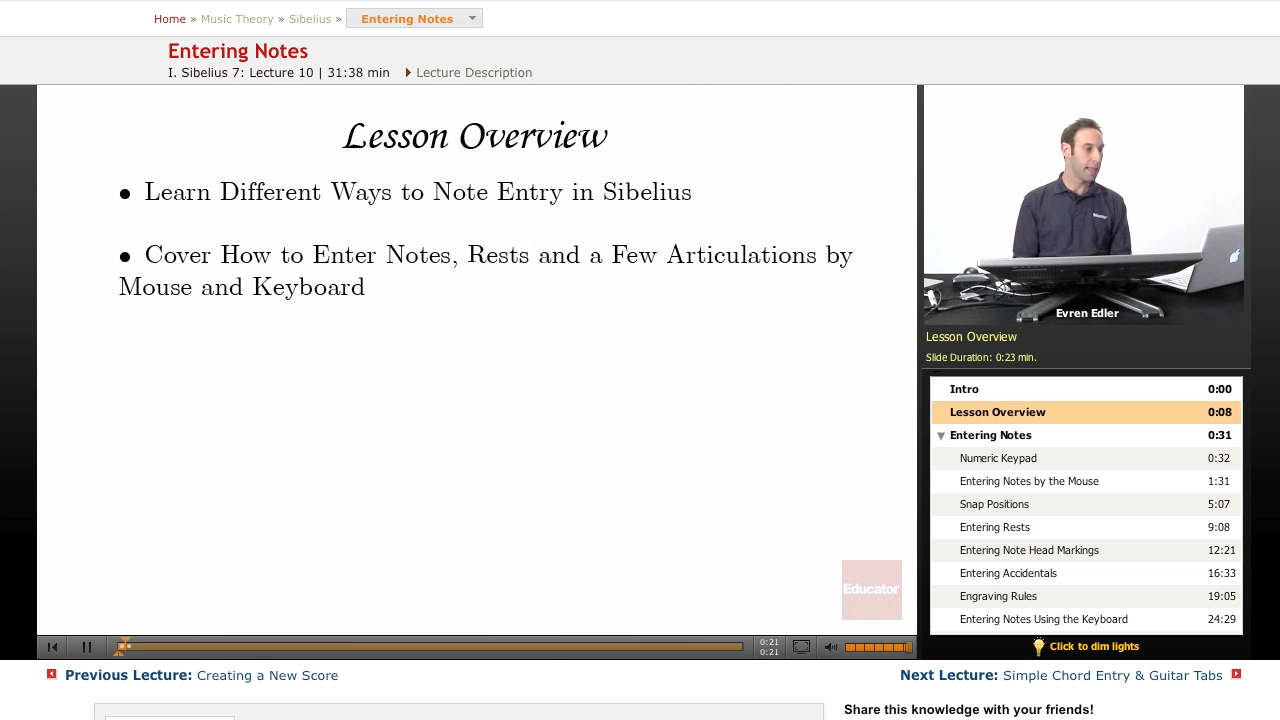 Home » Music Theory » Sibelius » Entering Notes
Entering Notes
I. Sibelius 7: Lecture 10 | 31:38 min Lecture Description
Lesson Overview
• Learn Different Ways to Note Entry in Sibelius
• Cover How to Enter Notes, Rests and a Few Articulations by
Mouse and Keyboard
Educator
Evren Edler
Lesson Overview
Slide Duration: 0:23 min.
Intro 0:00
Lesson Overview 0:08
Entering Notes 0:31
Numeric Keypad 0:32
Entering Notes by the Mouse 1:31
Snap Positions 5:07
Entering Rests 9:08
Entering Note Head Markings 12:21
Entering Accidentals 16:33
Engraving Rules 19:05
Entering Notes Using the Keyboard 24:29
0:21
0:21
Click to dim lights
Previous Lecture: Creating a New Score
Next Lecture: Simple Chord Entry & Guitar Tabs
Share this knowledge with your friends!